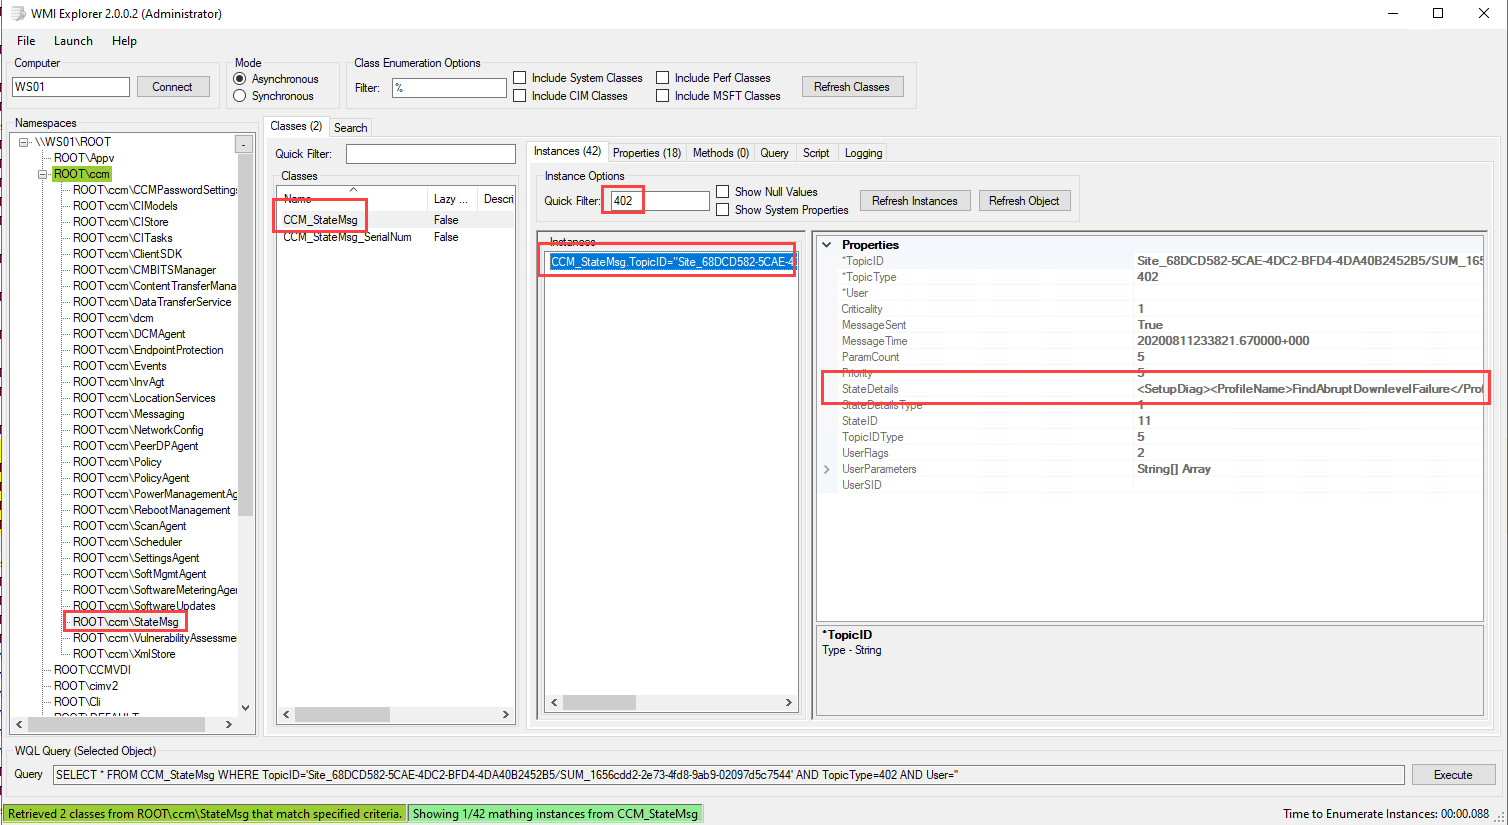 WMI Explorer 2.0.0.2 (Administrator)
File Launch Help
Computer
WS01
Connect
Mode
Asynchronous
Synchronous
Class Enumeration Options
Filter: %
Include System Classes
Include Perf Classes
Include CIM Classes
Include MSFT Classes
Refresh Classes
Namespaces
\\WS01\ROOT
-
ROOT\Appv
ROOT\ccm
ROOT\ccm\CCMPasswordSettings
ROOT\ccm\CIModels
ROOT\ccm\CIStore
ROOT\ccm\CITasks
ROOT\ccm\ClientSDK
ROOT\ccm\CMBITSManager
ROOT\ccm\ContentTransferMana
ROOT\ccm\DataTransferService
ROOT\ccm\dcm
ROOT\ccm\DCMAgent
ROOT\ccm\EndpointProtection
ROOT\ccm\Events
ROOT\ccm\InvAgt
ROOT\ccm\LocationServices
ROOT\ccm\Messaging
ROOT\ccm\NetworkConfig
ROOT\ccm\PeerDPAgent
ROOT\ccm\Policy
ROOT\ccm\PolicyAgent
ROOT\ccm\PowerManagementAg
ROOT\ccm\RebootManagement
ROOT\ccm\ScanAgent
ROOT\ccm\Scheduler
ROOT\ccm\SettingsAgent
ROOT\ccm\SoftMgmtAgent
ROOT\ccm\SoftwareMeteringAgen
ROOT\ccm\SoftwareUpdates
ROOT\ccm\StateMsg
ROOT\ccm\VulnerabilityAssessme
ROOT\ccm\XmlStore
ROOT\CCMVDI
ROOT\cimv2
ROOT\Cli
ROOT\DEFAULT
Classes (2) Search
Quick Filter:
Classes
Name Lazy ... Descri
CCM_StateMsg False
CCM_StateMsg_SerialNum False
Instances (42) Properties (18) Methods (0) Query Script Logging
Instance Options
Quick Filter: 402
Show Null Values
Show System Properties
Refresh Instances
Refresh Object
Instances
CCM_StateMsg.TopicID="Site_68DCD582-5CAE-4
Properties
*TopicID Site_68DCD582-5CAE-4DC2-BFD4-4DA40B2452B5/SUM_165
*TopicType 402
*User
Criticality 1
MessageSent True
MessageTime 20200811233821.670000+000
ParamCount 5
Priority 5
StateDetails <SetupDiag><ProfileName>FindAbruptDownlevelFailure</Prof
StateDetailsType 1
StateID 11
TopicIDType 5
UserFlags 2
UserParameters String[] Array
UserSID
*TopicID
Type - String
WQL Query (Selected Object)
Query SELECT * FROM CCM_StateMsg WHERE TopicID='Site_68DCD582-5CAE-4DC2-BFD4-4DA40B2452B5/SUM_1656cdd2-2e73-4fd8-9ab9-02097d5c7544' AND TopicType=402 AND User=''
Execute
Retrieved 2 classes from ROOT\ccm\StateMsg that match specified criteria.
Showing 1/42 mathing instances from CCM_StateMsg
Time to Enumerate Instances: 00:00.088